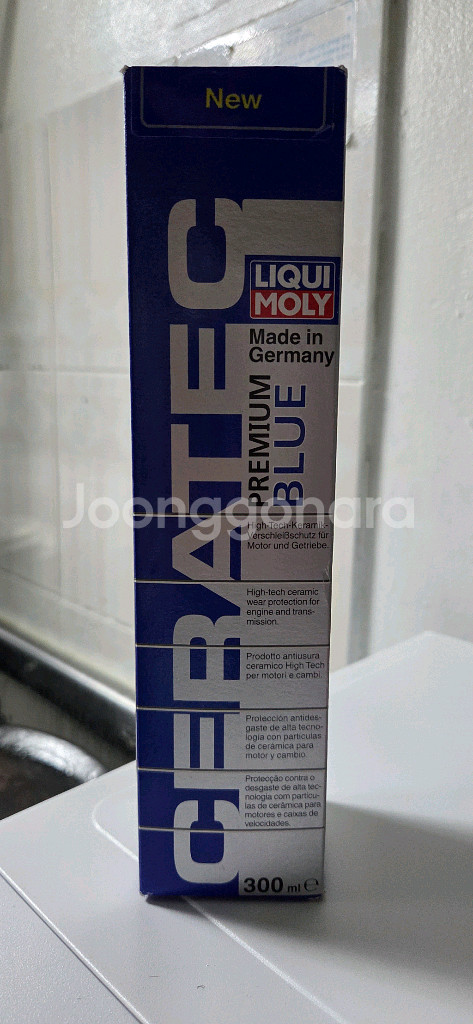 New
CERATEC
LIQUI
MOLY
Made in
Germany
PREMIUM
BLUE
Joonggonara
High-Tech-Keramik-
Verschleißschutz für
Motor und Getriebe.
High-tech ceramic
wear protection for
engine and trans-
mission.
Prodotto antiusura
ceramico High Tech
per motori e cambi.
Protección antides-
gaste de alta tecno-
logía con partículas
de cerámica para
motor y cambio.
Protecção contra o
desgaste de alta tec-
nologia com partícu-
las de cerâmica para
motores e caixas de
velocidades.
300 ml ℮